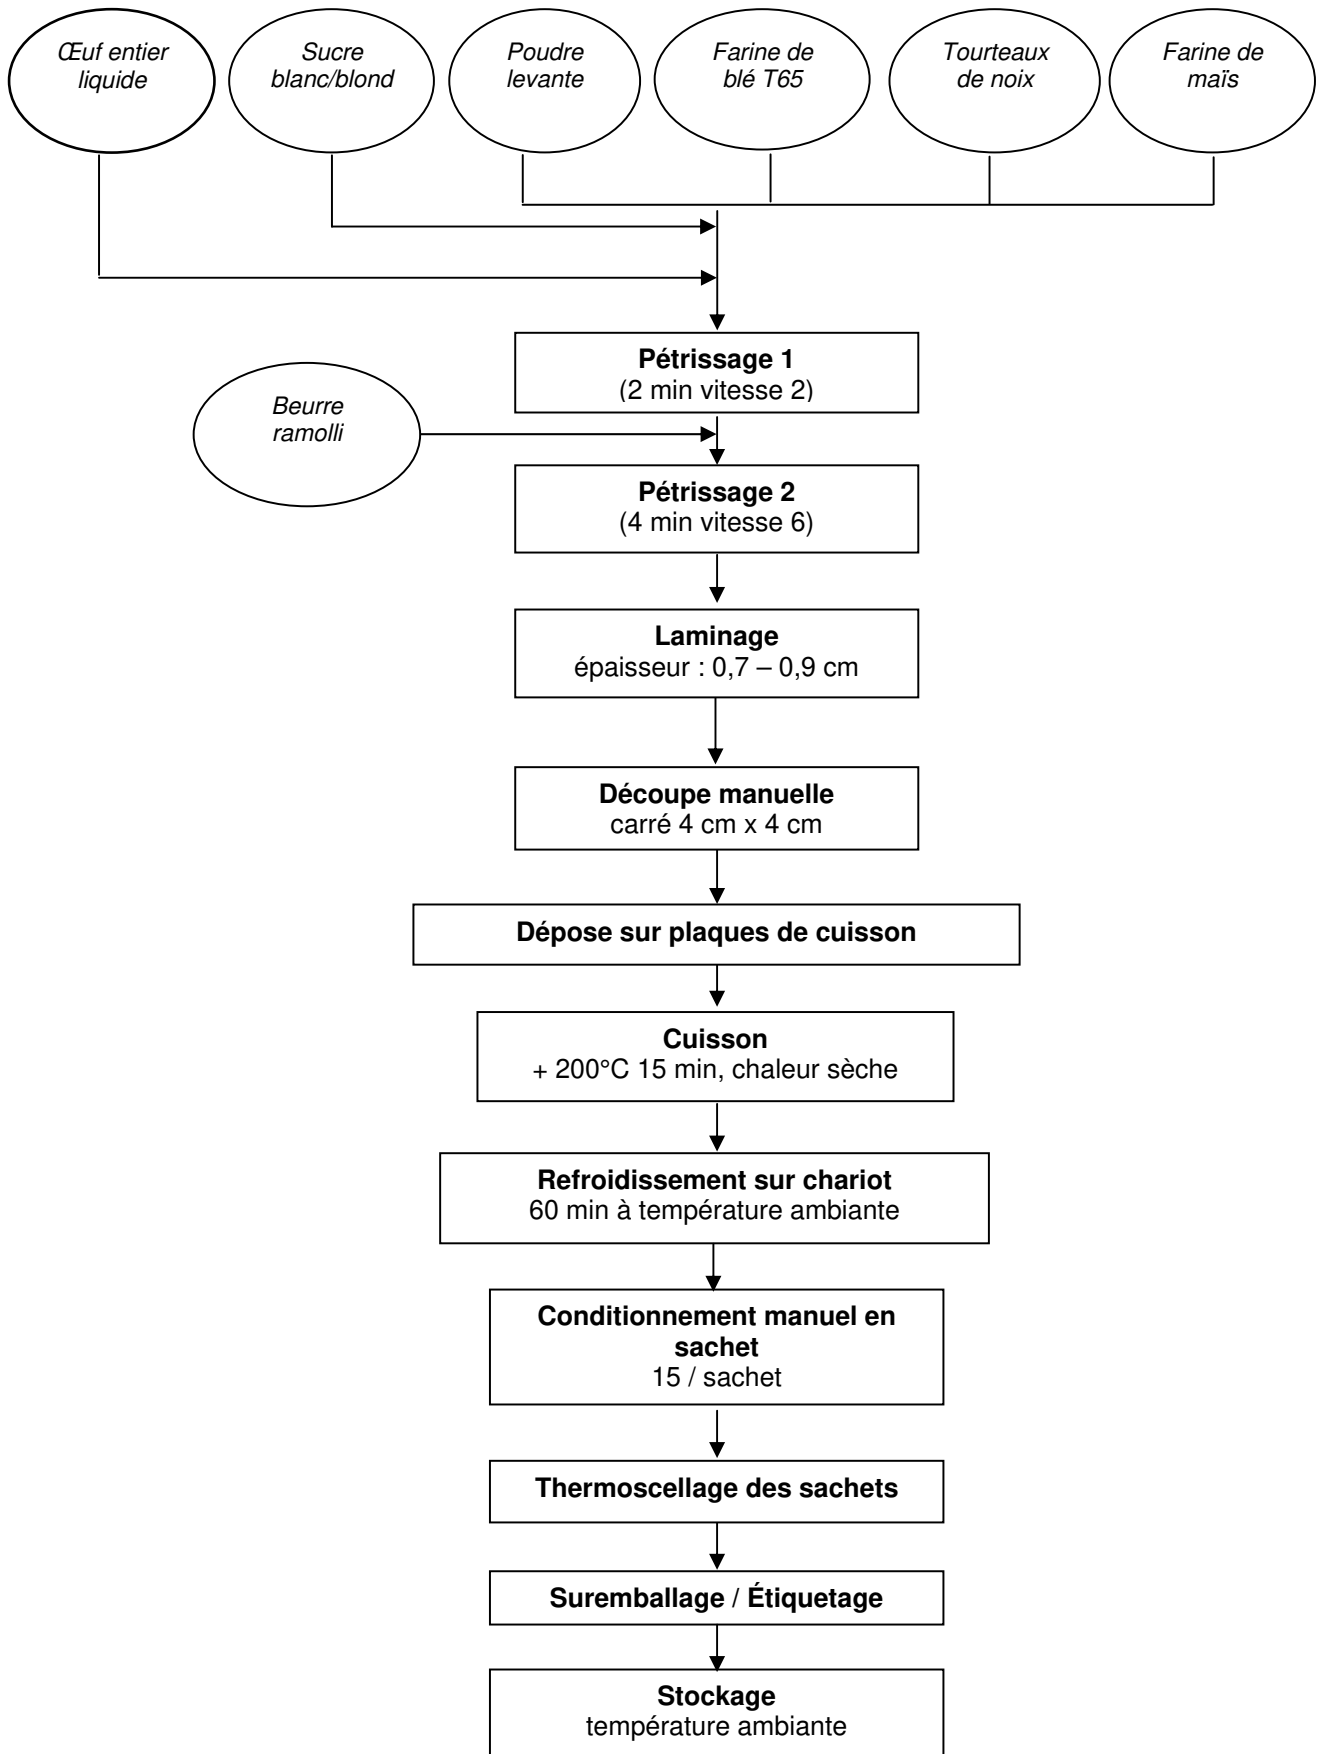 Œuf entier
liquide
Sucre
blanc/blond
Poudre
levante
Farine de
blé T65
Tourteaux
de noix
Farine de
maïs
Pétrissage 1
(2 min vitesse 2)
Beurre
ramolli
Pétrissage 2
(4 min vitesse 6)
Laminage
épaisseur : 0,7 – 0,9 cm
Découpe manuelle
carré 4 cm x 4 cm
Dépose sur plaques de cuisson
Cuisson
+ 200°C 15 min, chaleur sèche
Refroidissement sur chariot
60 min à température ambiante
Conditionnement manuel en
sachet
15 / sachet
Thermoscellage des sachets
Suremballage / Étiquetage
Stockage
température ambiante